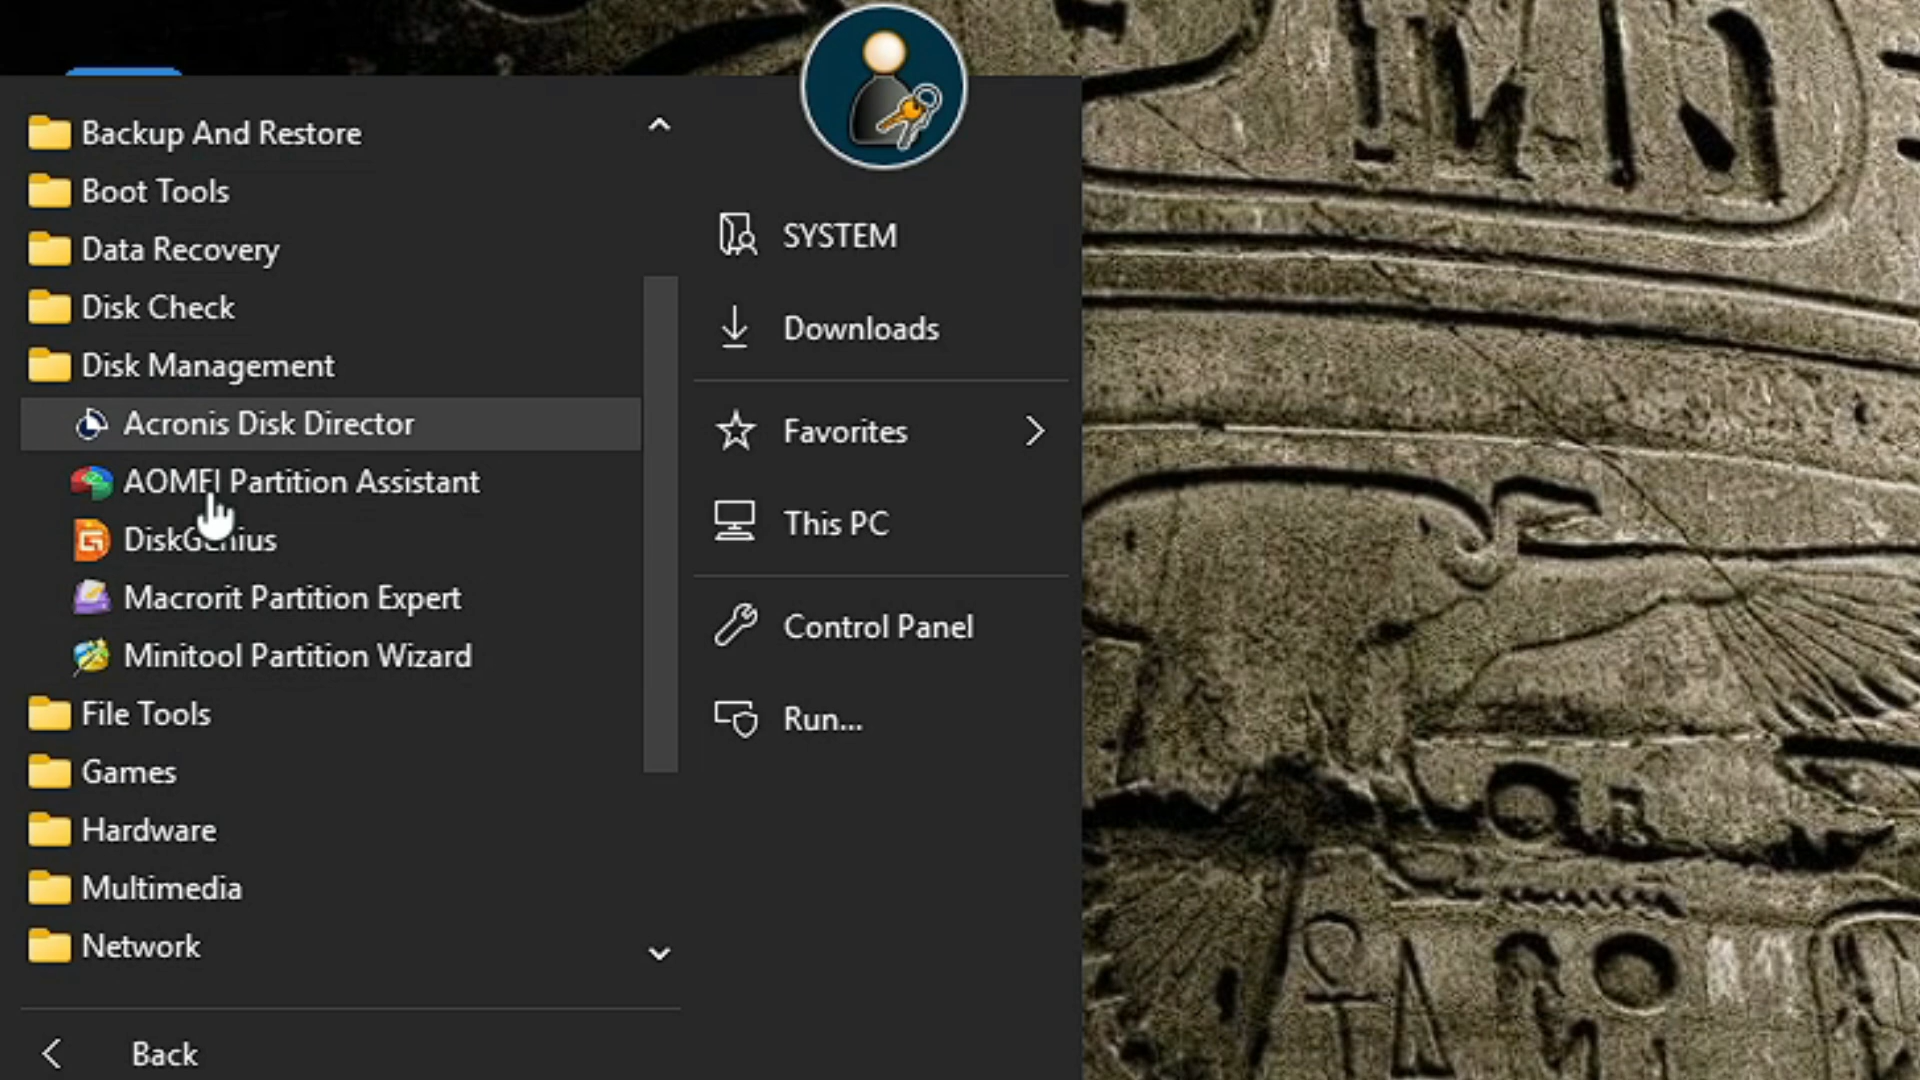 Backup And Restore
Boot Tools
Data Recovery
Disk Check
Disk Management
Acronis Disk Director
AOMEI Partition Assistant
DiskGenius
Macrorit Partition Expert
Minitool Partition Wizard
File Tools
Games
Hardware
Multimedia
Network
Back
SYSTEM
Downloads
Favorites
This PC
Control Panel
Run...